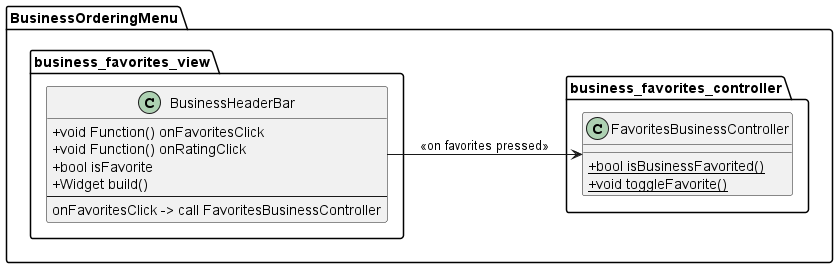 BusinessOrderingMenu
business_favorites_view
C BusinessHeaderBar
+void Function() onFavoritesClick
+void Function() onRatingClick
+bool isFavorite
+Widget build()
onFavoritesClick -> call FavoritesBusinessController
«on favorites pressed»
business_favorites_controller
C FavoritesBusinessController
+bool isBusinessFavorited()
+void toggleFavorite()